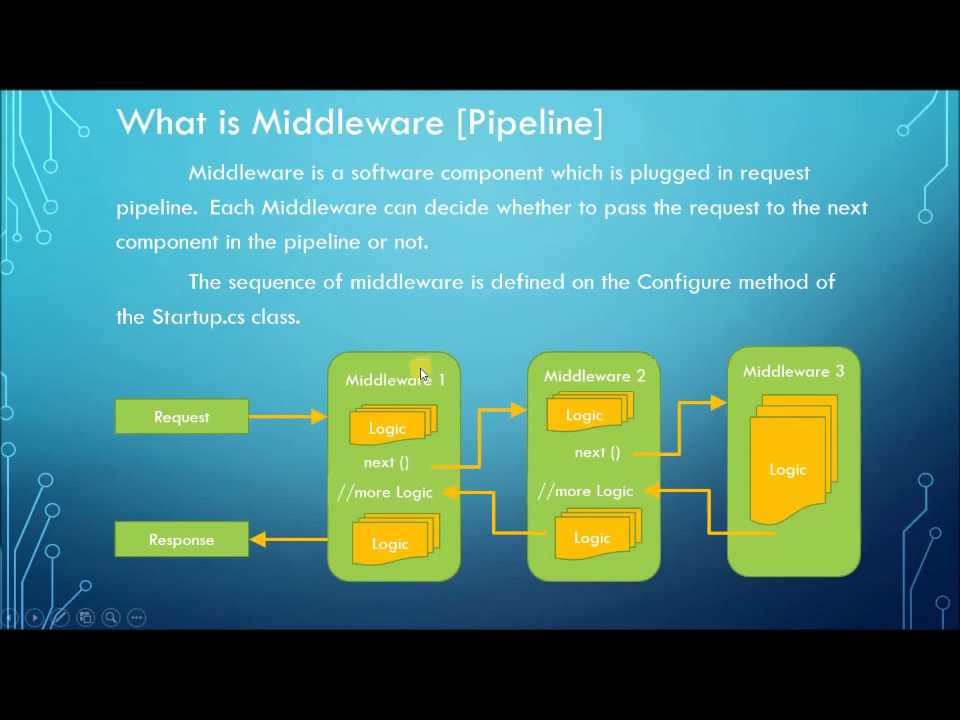 What is Middleware [Pipeline]
Middleware is a software component which is plugged in request
pipeline. Each Middleware can decide whether to pass the request to the next
component in the pipeline or not.
The sequence of middleware is defined on the Configure method of
the Startup.cs class.
Request
Response
Middleware 1
Logic
next ()
//more Logic
Logic
Middleware 2
Logic
next ()
//more Logic
Logic
Middleware 3
Logic